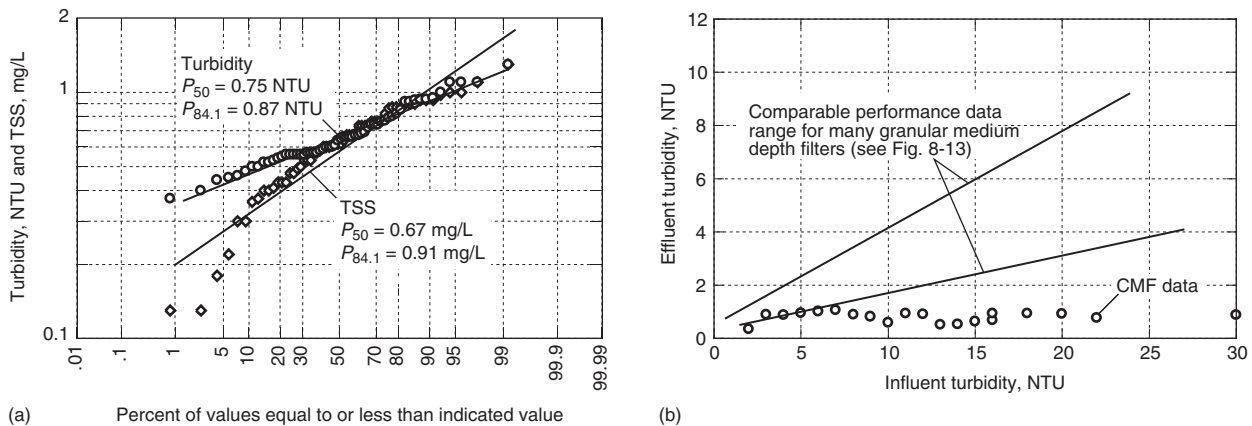 2
1
0.1
Turbidity, NTU and TSS, mg/L
Turbidity
P50 = 0.75 NTU
P84.1 = 0.87 NTU
TSS
P50 = 0.67 mg/L
P84.1 = 0.91 mg/L
.01 .1 1 5 10 20 30 50 70 80 90 95 99 99.9 99.99
(a) Percent of values equal to or less than indicated value
12
10
8
6
4
2
0
Effluent turbidity, NTU
Comparable performance data
range for many granular medium
depth filters (see Fig. 8-13)
CMF data
0 5 10 15 20 25 30
Influent turbidity, NTU
(b)